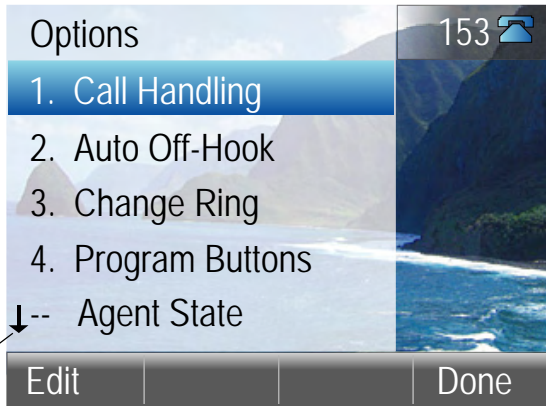 Options
153
1. Call Handling
2. Auto Off-Hook
3. Change Ring
4. Program Buttons
-- Agent State
Edit
Done